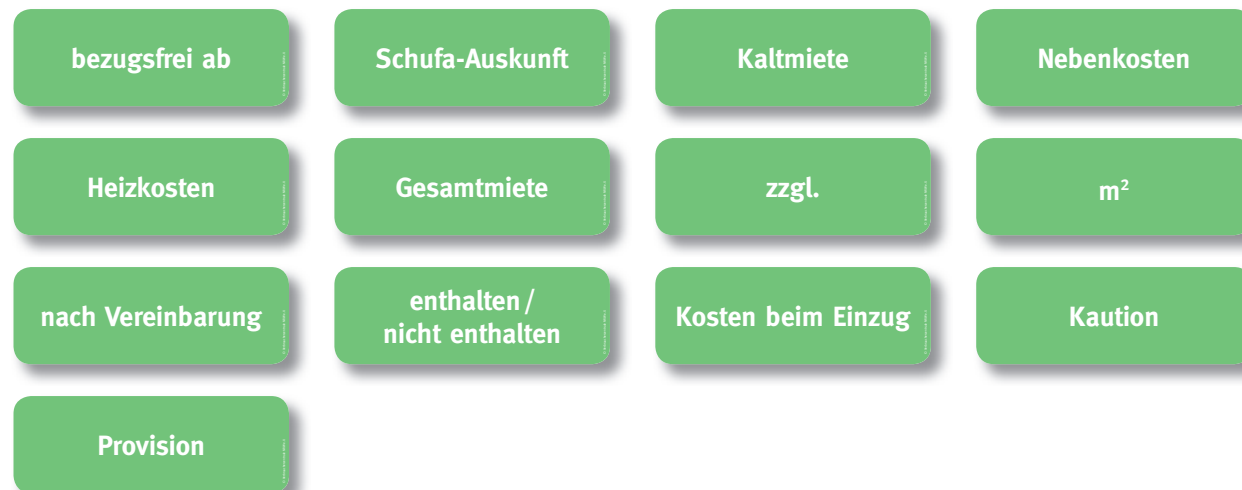 bezugsfrei ab
Schufa-Auskunft
Kaltmiete
Nebenkosten
Heizkosten
Gesamtmiete
zzgl.
m²
nach Vereinbarung
enthalten /
nicht enthalten
Kosten beim Einzug
Kaution
Provision